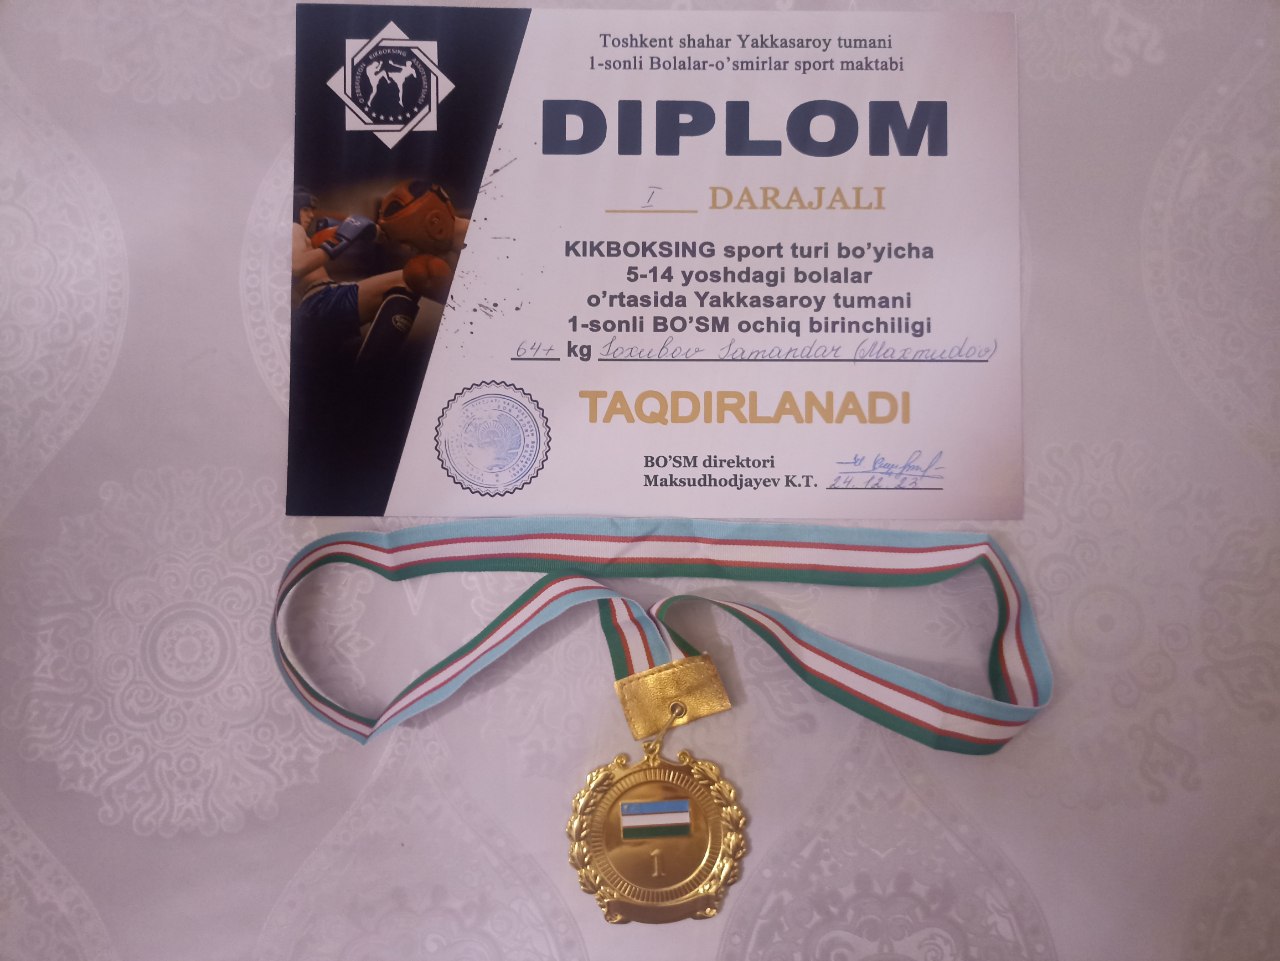 O'ZBEKISTON KIKBOKSING ASSOTSIATSIASI
Toshkent shahar Yakkasaroy tumani
1-sonli Bolalar-o'smirlar sport maktabi
DIPLOM
I DARAJALI
KIKBOKSING sport turi bo'yicha
5-14 yoshdagi bolalar
o'rtasida Yakkasaroy tumani
1-sonli BO'SM ochiq birinchiligi
64+ kg Soxubov Samandar (Maxmudov)
TAQDIRLANADI
BO'SM direktori
Maksudhodjayev K.T. 24.12.23
1